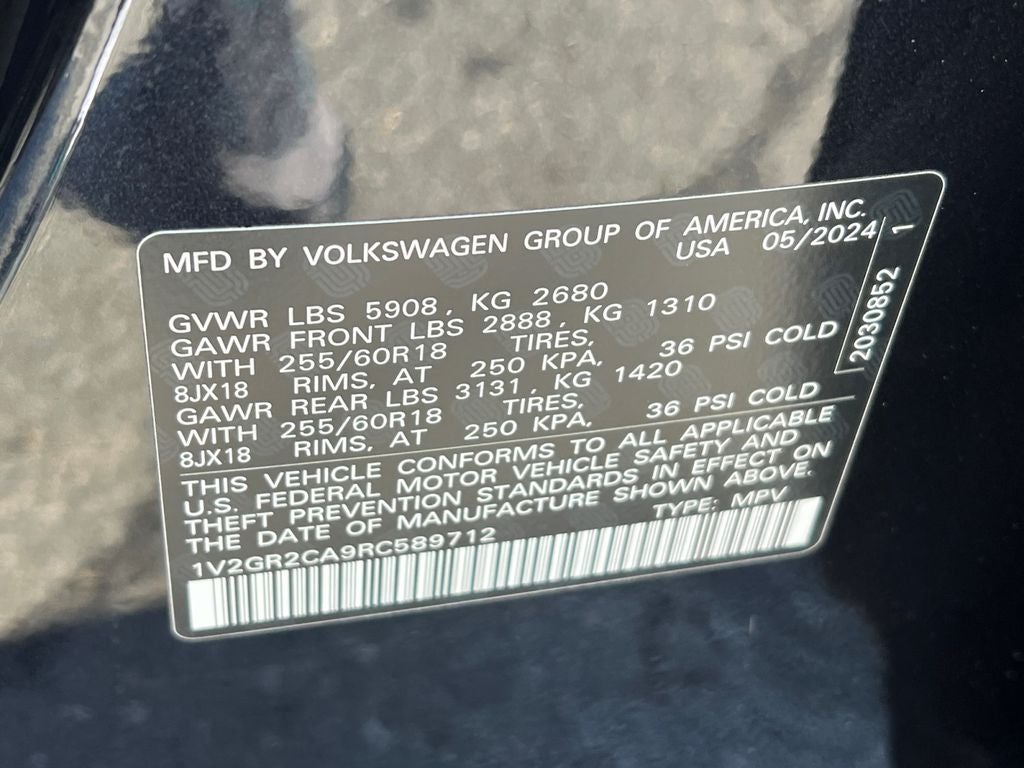 MFD BY VOLKSWAGEN GROUP OF AMERICA, INC.
USA 05/2024
GVWR LBS 5908, KG 2680
GAWR FRONT LBS 2888, KG 1310
WITH 255/60R18 TIRES,
8JX18 RIMS, AT 250 KPA, 36 PSI COLD
GAWR REAR LBS 3131, KG 1420
WITH 255/60R18 TIRES,
8JX18 RIMS, AT 250 KPA, 36 PSI COLD
THIS VEHICLE CONFORMS TO ALL APPLICABLE
U.S. FEDERAL MOTOR VEHICLE SAFETY AND
THEFT PREVENTION STANDARDS IN EFFECT ON
THE DATE OF MANUFACTURE SHOWN ABOVE.
1V2GR2CA9RC589712 TYPE: MPV
2030852 1